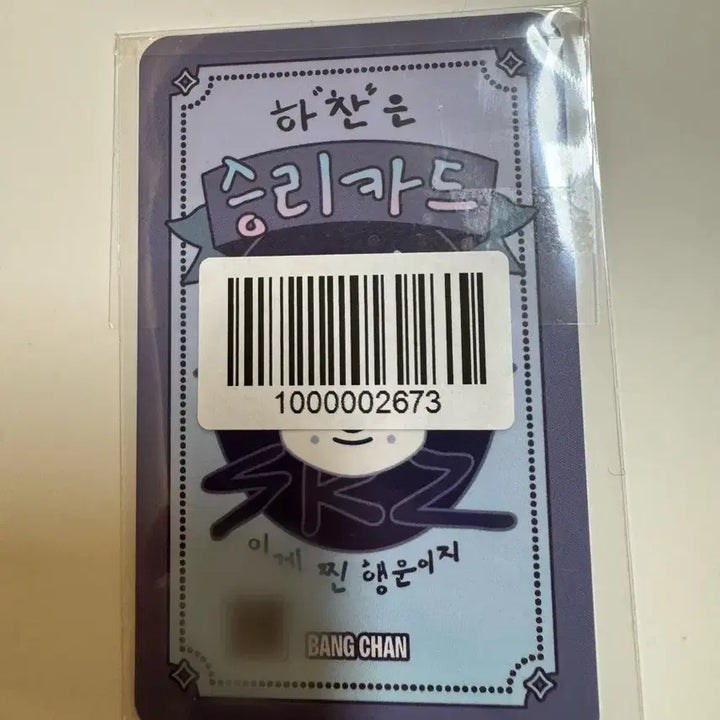 하"찬"은
승리카드
1000002673
SKZ
이게 찐 행운이지
BANG CHAN